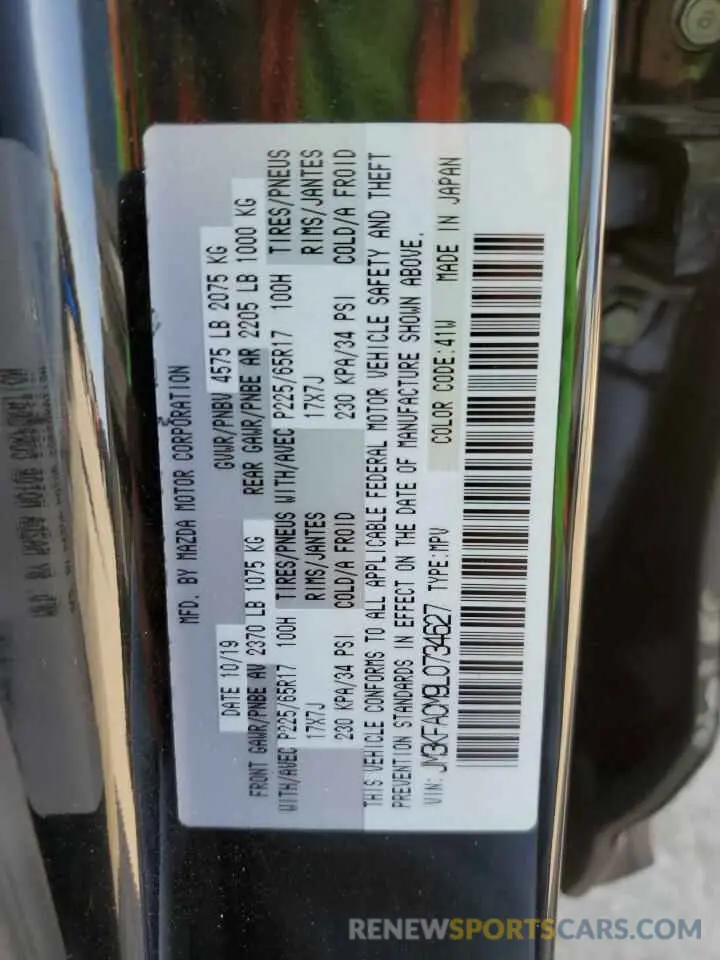 MFD. BY MAZDA MOTOR CORPORATION
DATE 10/19 GVWR/PNBV 4575 LB 2075 KG
FRONT GAWR/PNBE AV 2370 LB 1075 KG REAR GAWR/PNBE AR 2205 LB 1000 KG
WITH/AVEC P225/65R17 100H TIRES/PNEUS WITH/AVEC P225/65R17 100H TIRES/PNEUS
17X7J RIMS/JANTES 17X7J RIMS/JANTES
230 KPA/34 PSI COLD/A FROID 230 KPA/34 PSI COLD/A FROID
THIS VEHICLE CONFORMS TO ALL APPLICABLE FEDERAL MOTOR VEHICLE SAFETY AND THEFT
PREVENTION STANDARDS IN EFFECT ON THE DATE OF MANUFACTURE SHOWN ABOVE.
VIN: JM3KFACM9L0734627 TYPE:MPV COLOR CODE:41W MADE IN JAPAN
RENEWSPORTSCARS.COM